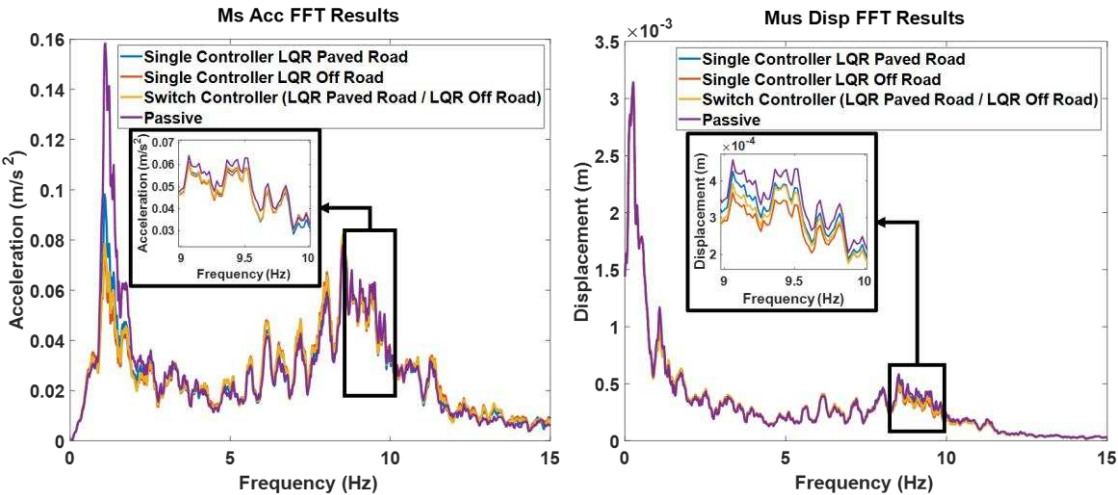 Ms Acc FFT Results
0.16
0.14
0.12
0.1
0.08
0.06
0.04
0.02
0
Acceleration (m/s²)
Single Controller LQR Paved Road
Single Controller LQR Off Road
Switch Controller (LQR Paved Road / LQR Off Road)
Passive
0.07
0.06
0.05
0.04
0.03
Acceleration (m/s²)
9
9.5
10
Frequency (Hz)
0
5
10
15
Frequency (Hz)
Mus Disp FFT Results
×10⁻³
3.5
3
2.5
2
1.5
1
0.5
0
Displacement (m)
Single Controller LQR Paved Road
Single Controller LQR Off Road
Switch Controller (LQR Paved Road / LQR Off Road)
Passive
×10⁻⁴
4
3
2
Displacement (m)
9
9.5
10
Frequency (Hz)
0
5
10
15
Frequency (Hz)